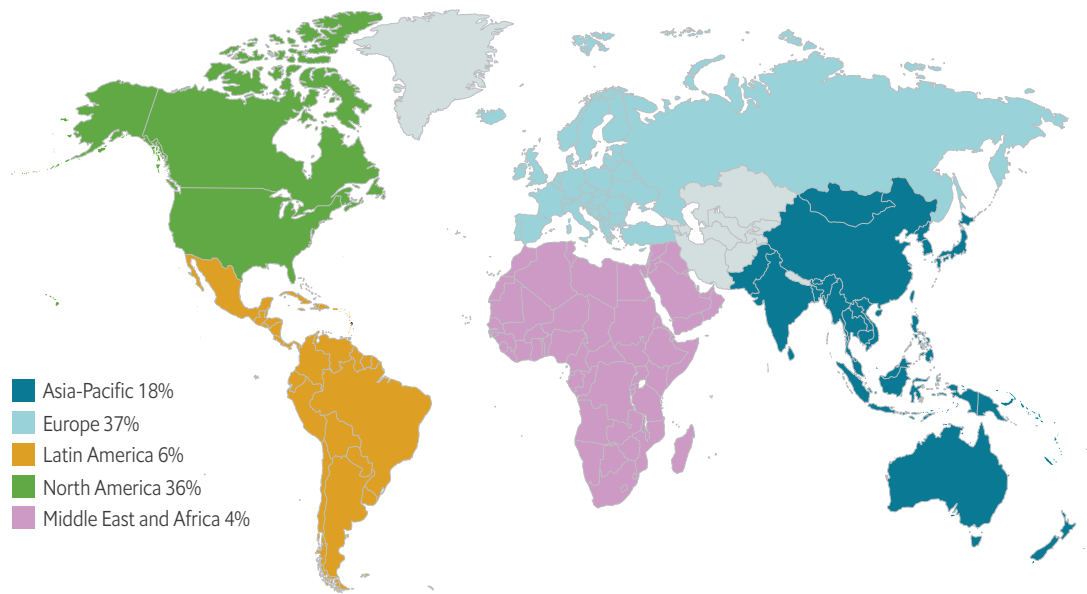 Asia-Pacific 18%
Europe 37%
Latin America 6%
North America 36%
Middle East and Africa 4%